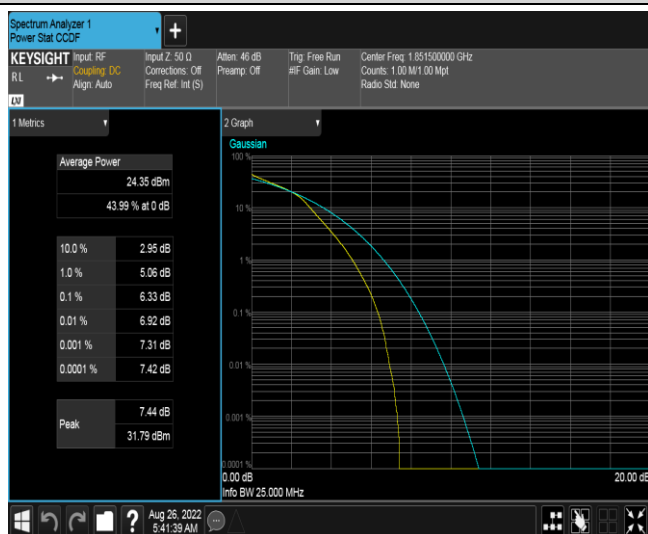 Spectrum Analyzer 1
Power Stat CCDF
+
KEYSIGHT
RL
LXI
Input: RF
Coupling: DC
Align: Auto
Input Z: 50 Ω
Corrections: Off
Freq Ref: Int (S)
Atten: 46 dB
Preamp: Off
Trig: Free Run
#IF Gain: Low
Center Freq: 1.851500000 GHz
Counts: 1.00 M/1.00 Mpt
Radio Std: None
1 Metrics
Average Power
24.35 dBm
43.99 % at 0 dB
10.0 % 2.95 dB
1.0 % 5.06 dB
0.1 % 6.33 dB
0.01 % 6.92 dB
0.001 % 7.31 dB
0.0001 % 7.42 dB
Peak 7.44 dB
31.79 dBm
2 Graph
Gaussian
100 %
10 %
1 %
0.1 %
0.01 %
0.001 %
0.0001 %
0.00 dB 20.00 dB
Info BW 25.000 MHz
?
Aug 26, 2022
5:41:39 AM